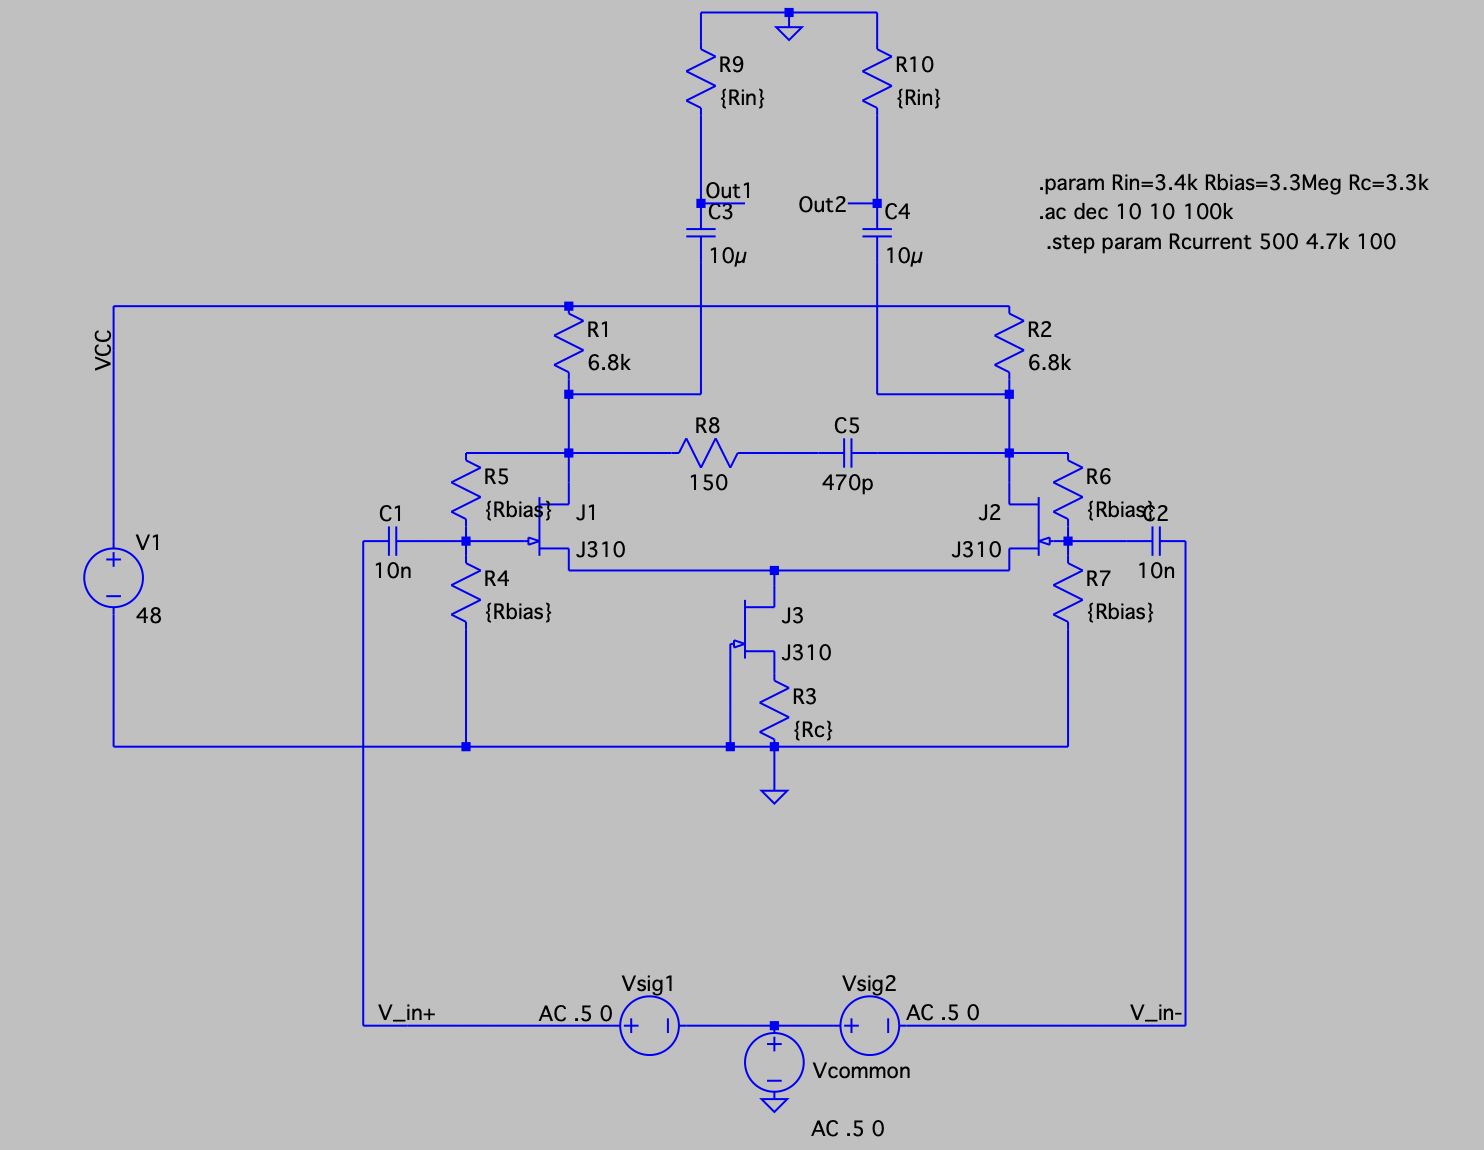 R9
R10
{Rin}
{Rin}
.param Rin=3.4k Rbias=3.3Meg Rc=3.3k
Out1
Out2
C3
C4
.ac dec 10 10 100k
.step param Rcurrent 500 4.7k 100
10µ
10µ
VCC
R1
R2
6.8k
6.8k
R8
C5
150
470p
R5
{Rbias}
R6
{Rbias}
C1
J1
J2
C2
V1
10n
J310
J310
10n
R4
R7
48
{Rbias}
{Rbias}
J3
J310
R3
{Rc}
Vsig1
Vsig2
V_in+
AC .5 0
AC .5 0
V_in-
Vcommon
AC .5 0